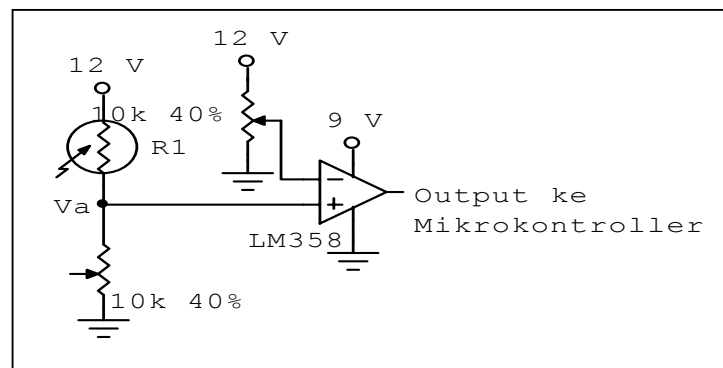 12 V
12 V
10k 40%
9 V
R1
Va
Output ke
Mikrokontroller
LM358
10k 40%